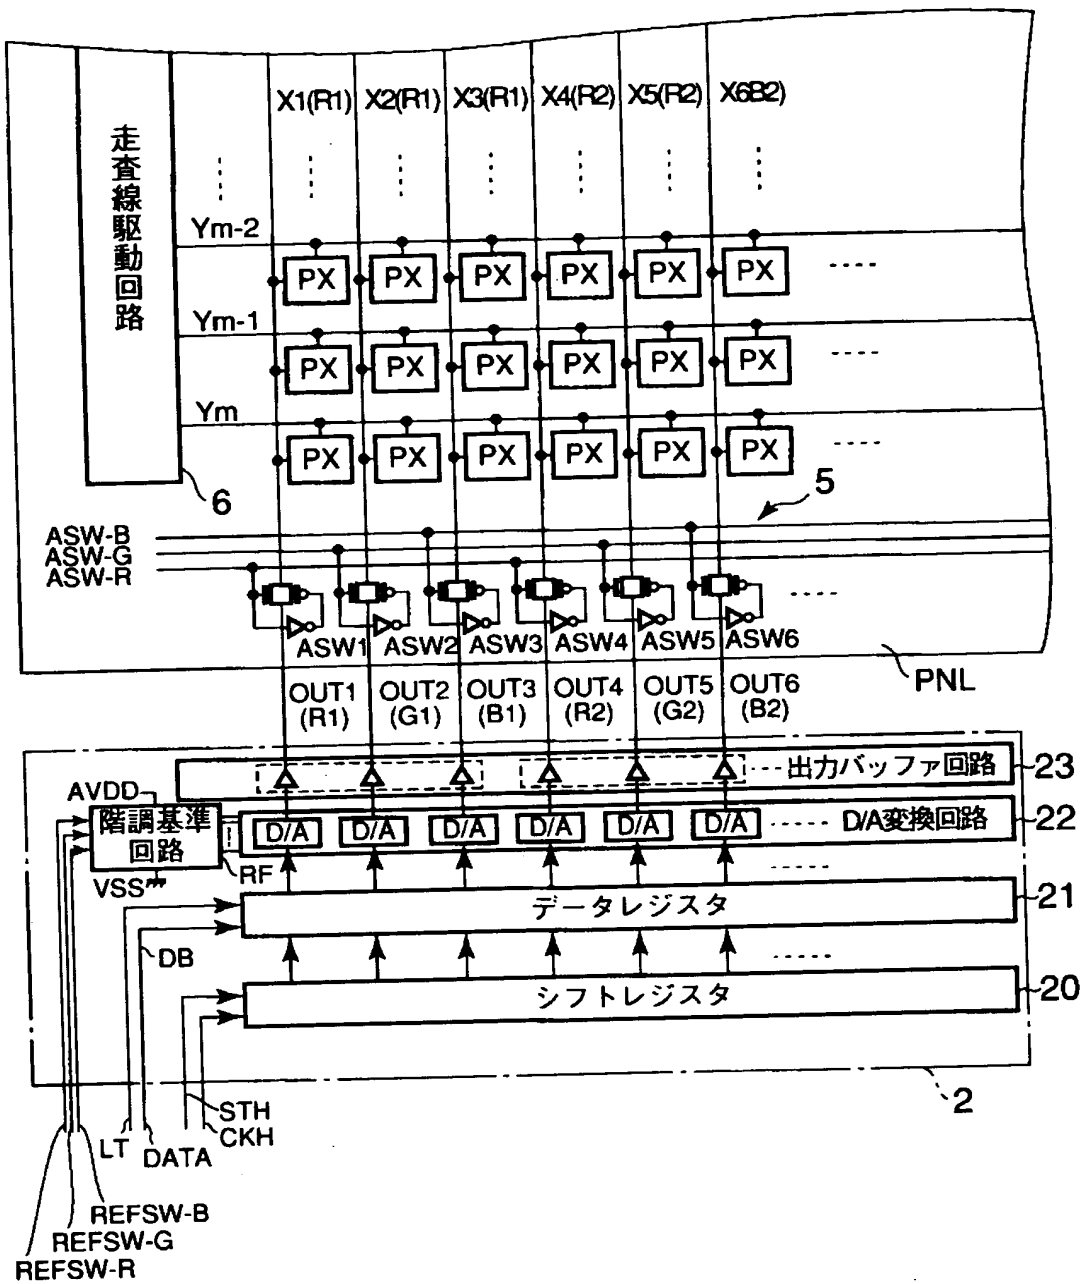 X1(R1) X2(R1) X3(R1) X4(R2) X5(R2) X6B2)
走査線駆動回路
Ym-2
PX PX PX PX PX PX
Ym-1
PX PX PX PX PX PX
Ym
PX PX PX PX PX PX
6
5
ASW-B
ASW-G
ASW-R
ASW1 ASW2 ASW3 ASW4 ASW5 ASW6
PNL
OUT1 OUT2 OUT3 OUT4 OUT5 OUT6
(R1) (G1) (B1) (R2) (G2) (B2)
出力バッファ回路 23
AVDD
階調基準
回路
D/A D/A D/A D/A D/A D/A D/A変換回路 22
RF
VSS
データレジスタ 21
DB
シフトレジスタ 20
2
STH
CKH
LT DATA
REFSW-B
REFSW-G
REFSW-R